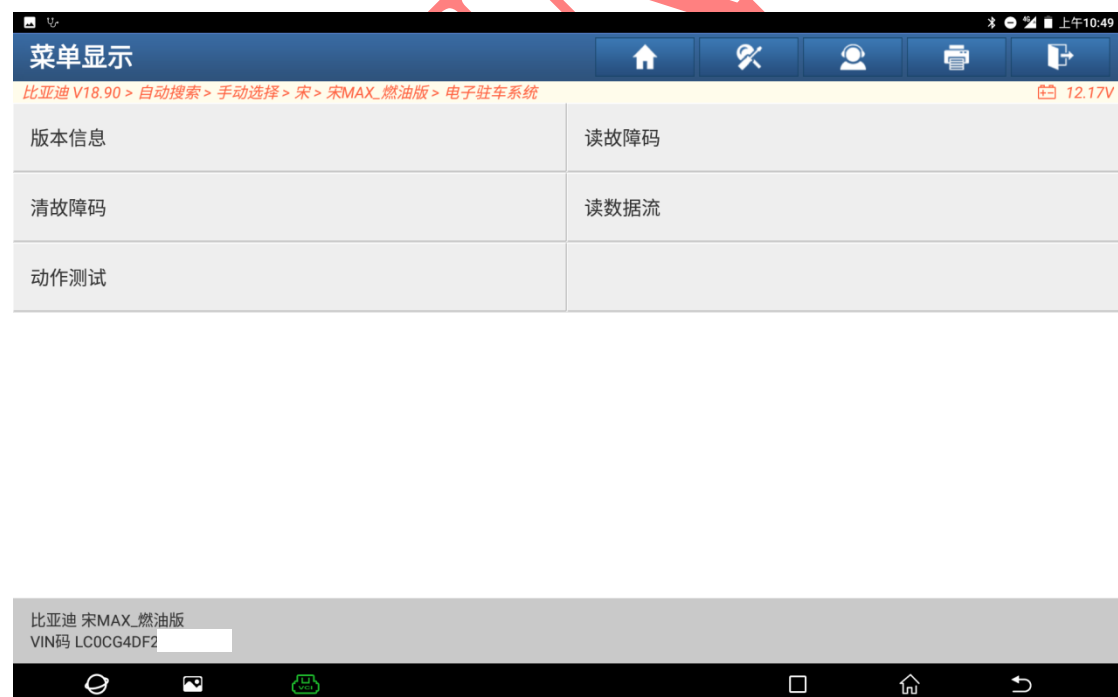 上午10:49
菜单显示
比亚迪 V18.90 > 自动搜索 > 手动选择 > 宋 > 宋MAX_燃油版 > 电子驻车系统 12.17V
版本信息 读故障码
清故障码 读数据流
动作测试
比亚迪 宋MAX_燃油版
VIN码 LC0CG4DF2
VCI